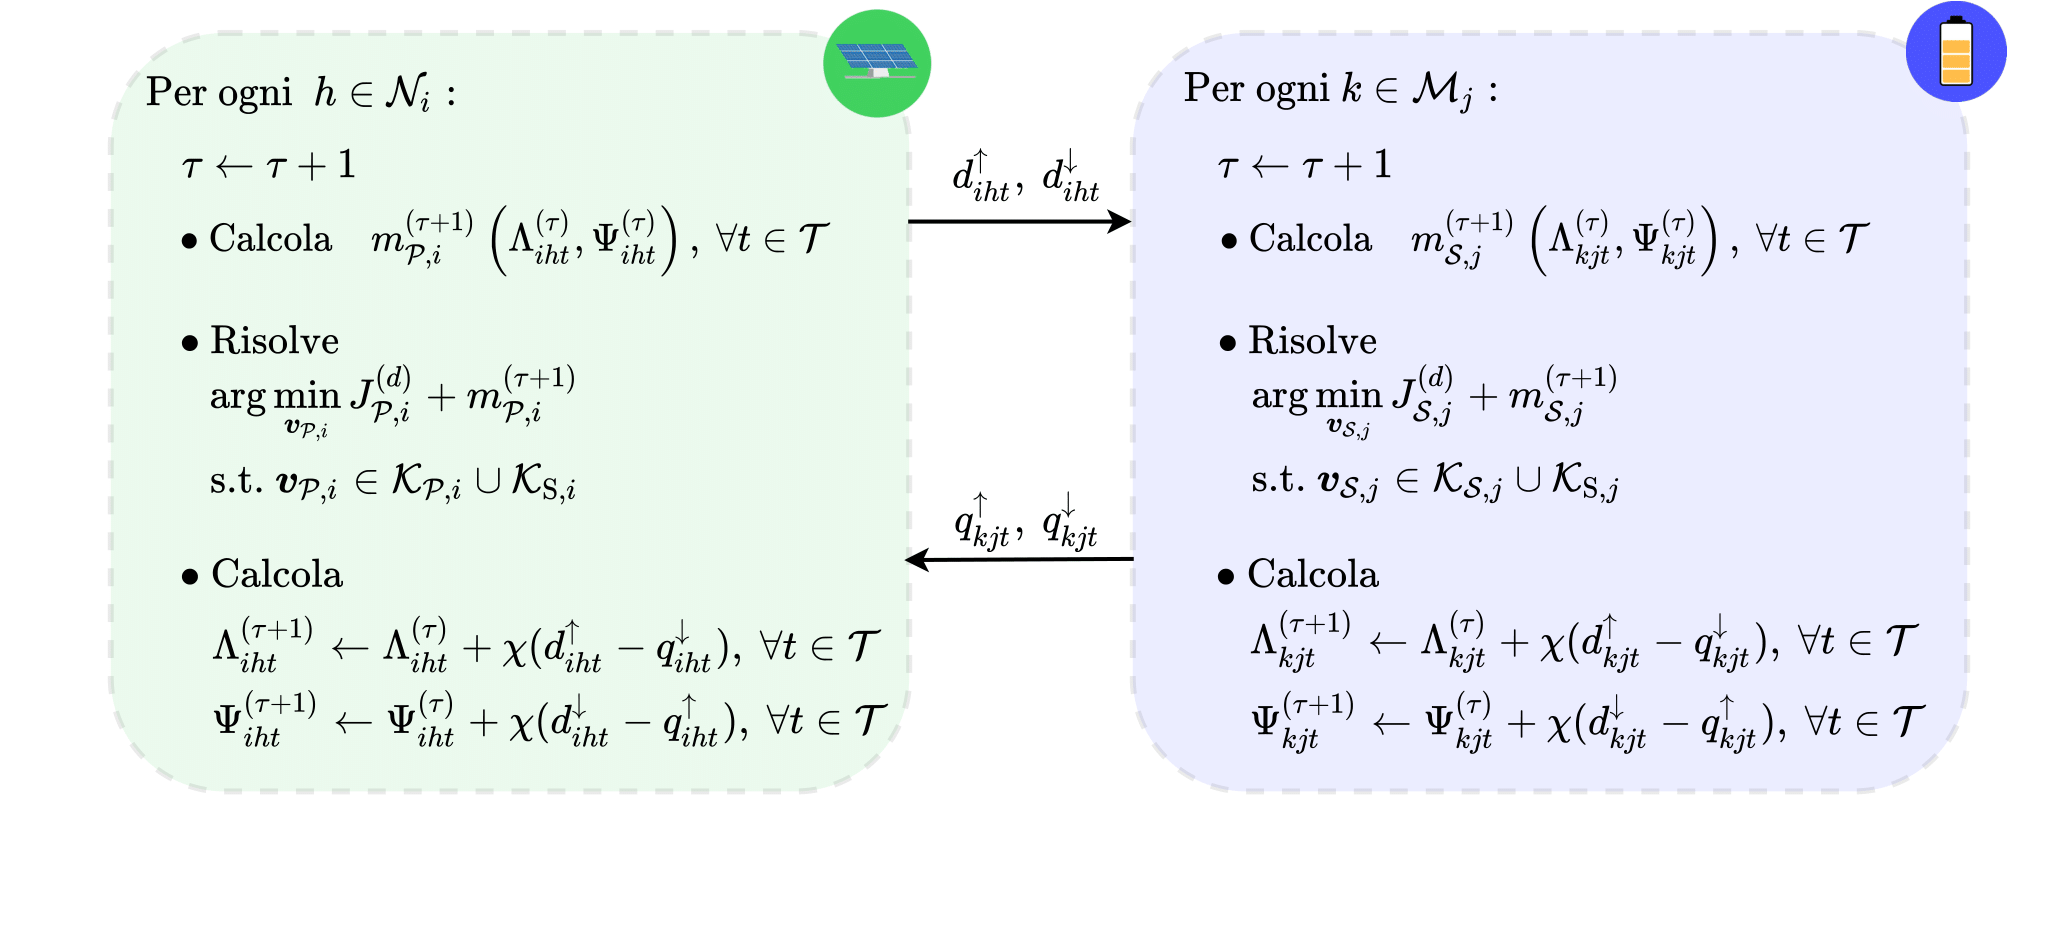 Per ogni $h \in \mathcal{N}_i :$
$\tau \leftarrow \tau + 1$
• Calcola $m_{\mathcal{P},i}^{(\tau+1)} \left( \Lambda_{iht}^{(\tau)}, \Psi_{iht}^{(\tau)} \right), \forall t \in \mathcal{T}$
• Risolve
$\arg \min_{\boldsymbol{v}_{\mathcal{P},i}} J_{\mathcal{P},i}^{(d)} + m_{\mathcal{P},i}^{(\tau+1)}$
s.t. $\boldsymbol{v}_{\mathcal{P},i} \in \mathcal{K}_{\mathcal{P},i} \cup \mathcal{K}_{\mathrm{S},i}$
• Calcola
$\Lambda_{iht}^{(\tau+1)} \leftarrow \Lambda_{iht}^{(\tau)} + \chi(d_{iht}^{\uparrow} - q_{iht}^{\downarrow}), \forall t \in \mathcal{T}$
$\Psi_{iht}^{(\tau+1)} \leftarrow \Psi_{iht}^{(\tau)} + \chi(d_{iht}^{\downarrow} - q_{iht}^{\uparrow}), \forall t \in \mathcal{T}$
$d_{iht}^{\uparrow}, d_{iht}^{\downarrow}$
$q_{kjt}^{\uparrow}, q_{kjt}^{\downarrow}$
Per ogni $k \in \mathcal{M}_j :$
$\tau \leftarrow \tau + 1$
• Calcola $m_{\mathcal{S},j}^{(\tau+1)} \left( \Lambda_{kjt}^{(\tau)}, \Psi_{kjt}^{(\tau)} \right), \forall t \in \mathcal{T}$
• Risolve
$\arg \min_{\boldsymbol{v}_{\mathcal{S},j}} J_{\mathcal{S},j}^{(d)} + m_{\mathcal{S},j}^{(\tau+1)}$
s.t. $\boldsymbol{v}_{\mathcal{S},j} \in \mathcal{K}_{\mathcal{S},j} \cup \mathcal{K}_{\mathrm{S},j}$
• Calcola
$\Lambda_{kjt}^{(\tau+1)} \leftarrow \Lambda_{kjt}^{(\tau)} + \chi(d_{kjt}^{\uparrow} - q_{kjt}^{\downarrow}), \forall t \in \mathcal{T}$
$\Psi_{kjt}^{(\tau+1)} \leftarrow \Psi_{kjt}^{(\tau)} + \chi(d_{kjt}^{\downarrow} - q_{kjt}^{\uparrow}), \forall t \in \mathcal{T}$